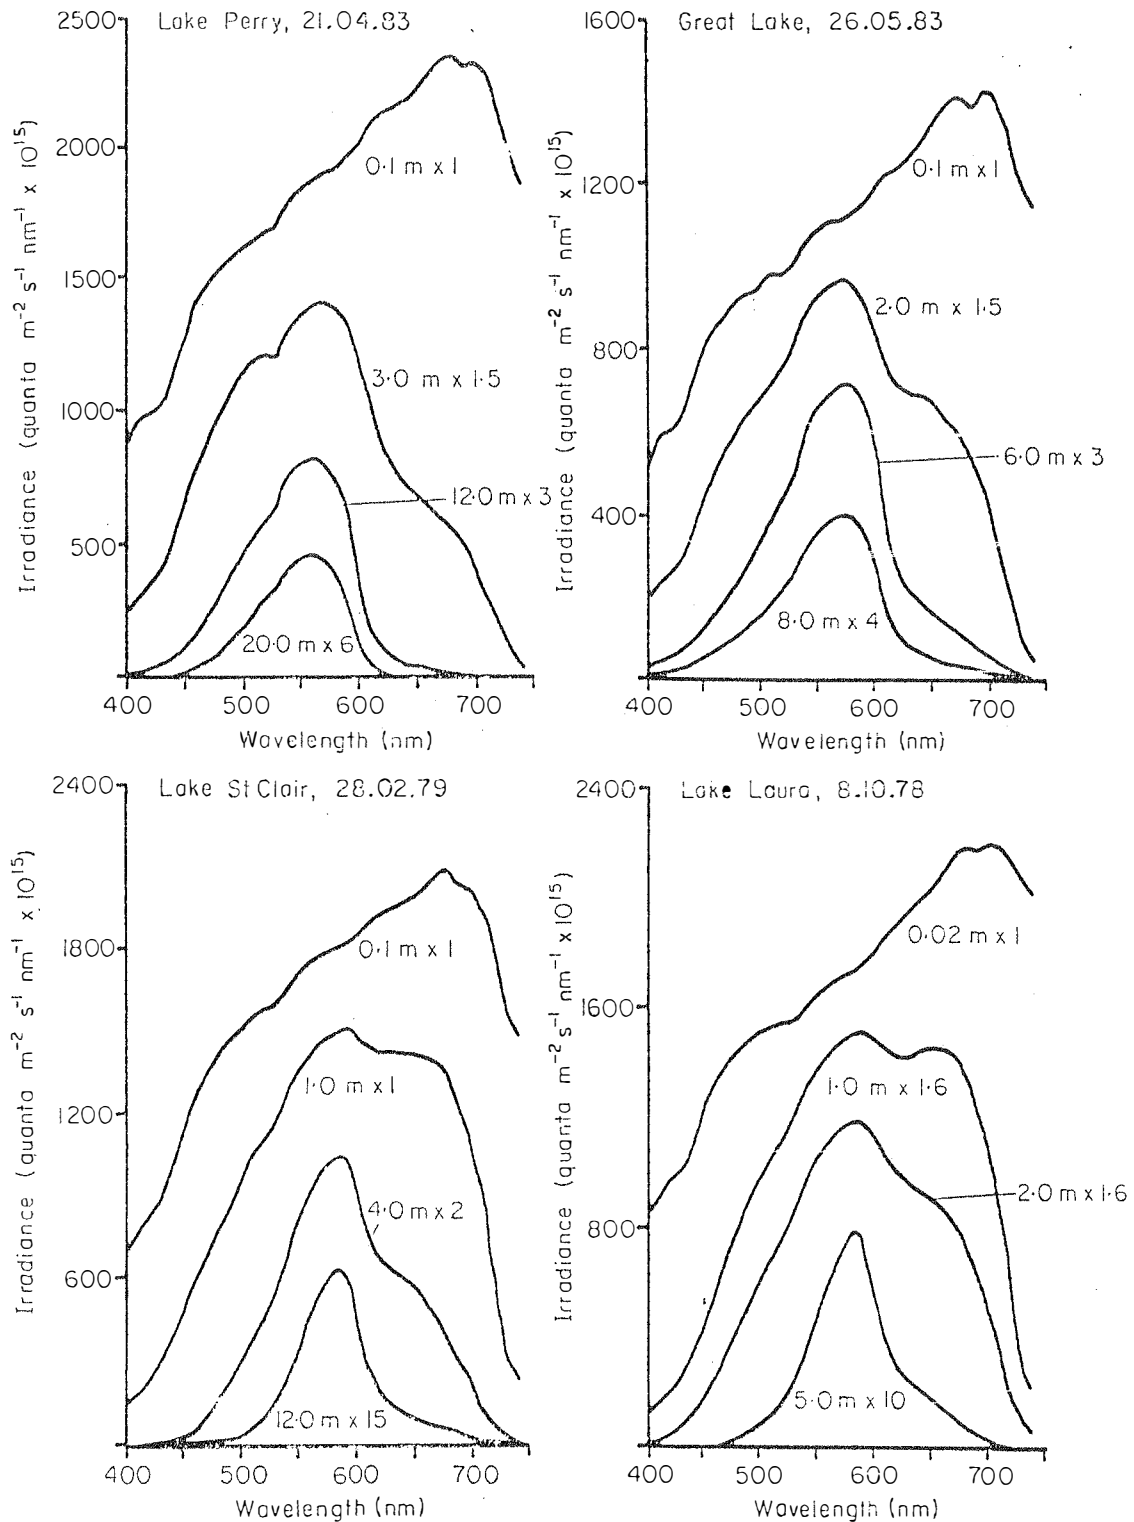 Lake Perry, 21.04.83
2500
2000
1500
1000
500
Irradiance (quanta m⁻² s⁻¹ nm⁻¹ x 10¹⁵)
0·1 m x 1
3·0 m x 1·5
12·0 m x 3
20·0 m x 6
400 500 600 700
Wavelength (nm)
Great Lake, 26.05.83
1600
1200
800
400
Irradiance (quanta m⁻² s⁻¹ nm⁻¹ x 10¹⁵)
0·1 m x 1
2·0 m x 1·5
6·0 m x 3
8·0 m x 4
400 500 600 700
Wavelength (nm)
Lake St Clair, 28.02.79
2400
1800
1200
600
Irradiance (quanta m⁻² s⁻¹ nm⁻¹ x 10¹⁵)
0·1 m x 1
1·0 m x 1
4·0 m x 2
12·0 m x 15
400 500 600 700
Wavelength (nm)
Lake Laura, 8.10.78
2400
1600
800
Irradiance (quanta m⁻² s⁻¹ nm⁻¹ x 10¹⁵)
0·02 m x 1
1·0 m x 1·6
2·0 m x 1·6
5·0 m x 10
400 500 600 700
Wavelength (nm)